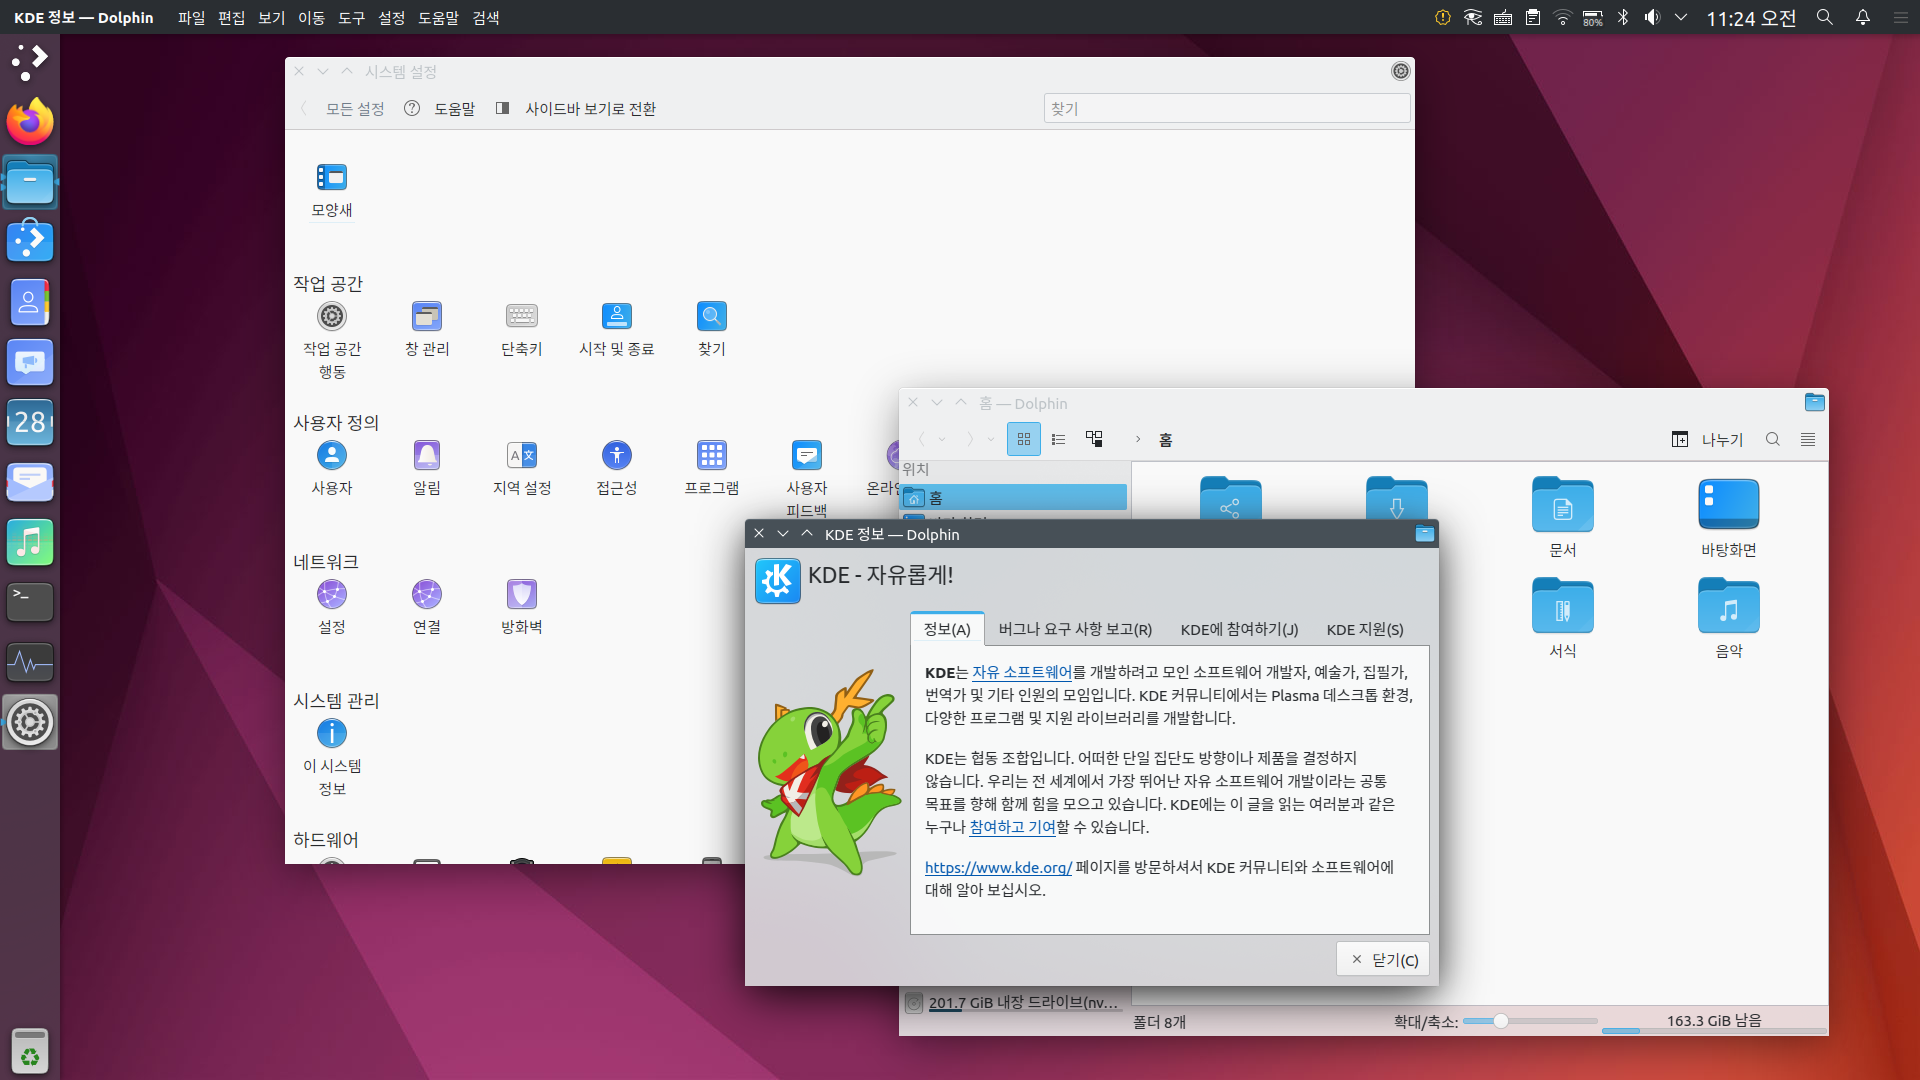 KDE 정보 — Dolphin 파일 편집 보기 이동 도구 설정 도움말 검색
80%
11:24 오전
28
>_
시스템 설정
모든 설정 도움말 사이드바 보기로 전환 찾기
모양새
작업 공간
작업 공간 행동 창 관리 단축키 시작 및 종료 찾기
사용자 정의
사용자 알림 지역 설정 접근성 프로그램 사용자 피드백
네트워크
설정 연결 방화벽
시스템 관리
이 시스템 정보
하드웨어
홈 — Dolphin
홈 나누기
위치
홈
문서 바탕화면
서식 음악
201.7 GiB 내장 드라이브(nv...
폴더 8개 확대/축소: 163.3 GiB 남음
KDE 정보 — Dolphin
KDE - 자유롭게!
정보(A) 버그나 요구 사항 보고(R) KDE에 참여하기(J) KDE 지원(S)
KDE는 자유 소프트웨어를 개발하려고 모인 소프트웨어 개발자, 예술가, 집필가,
번역가 및 기타 인원의 모임입니다. KDE 커뮤니티에서는 Plasma 데스크톱 환경,
다양한 프로그램 및 지원 라이브러리를 개발합니다.
KDE는 협동 조합입니다. 어떠한 단일 집단도 방향이나 제품을 결정하지
않습니다. 우리는 전 세계에서 가장 뛰어난 자유 소프트웨어 개발이라는 공통
목표를 향해 함께 힘을 모으고 있습니다. KDE에는 이 글을 읽는 여러분과 같은
누구나 참여하고 기여할 수 있습니다.
https://www.kde.org/ 페이지를 방문하셔서 KDE 커뮤니티와 소프트웨어에
대해 알아 보십시오.
닫기(C)